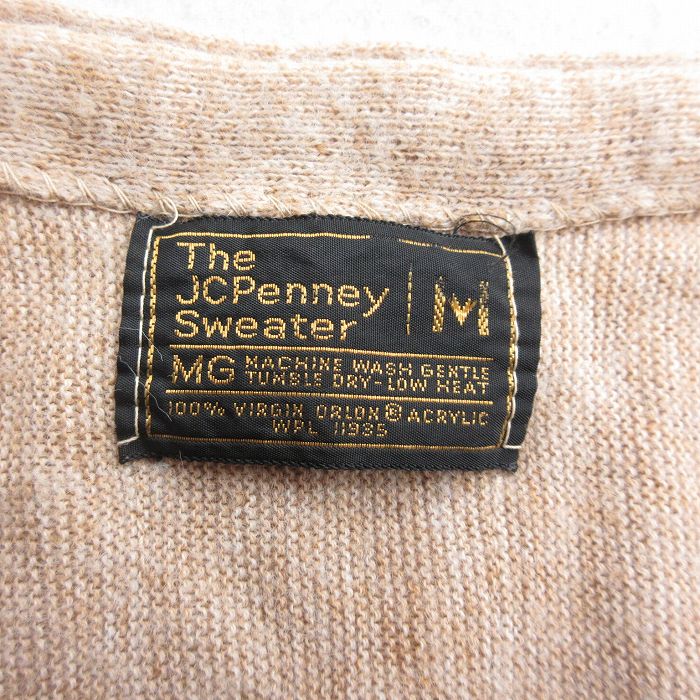 The
JCPenney
Sweater
M
MG MACHINE WASH GENTLE
TUMBLE DRY-LOW HEAT
100% VIRGIN ORLON® ACRYLIC
WPL 11935